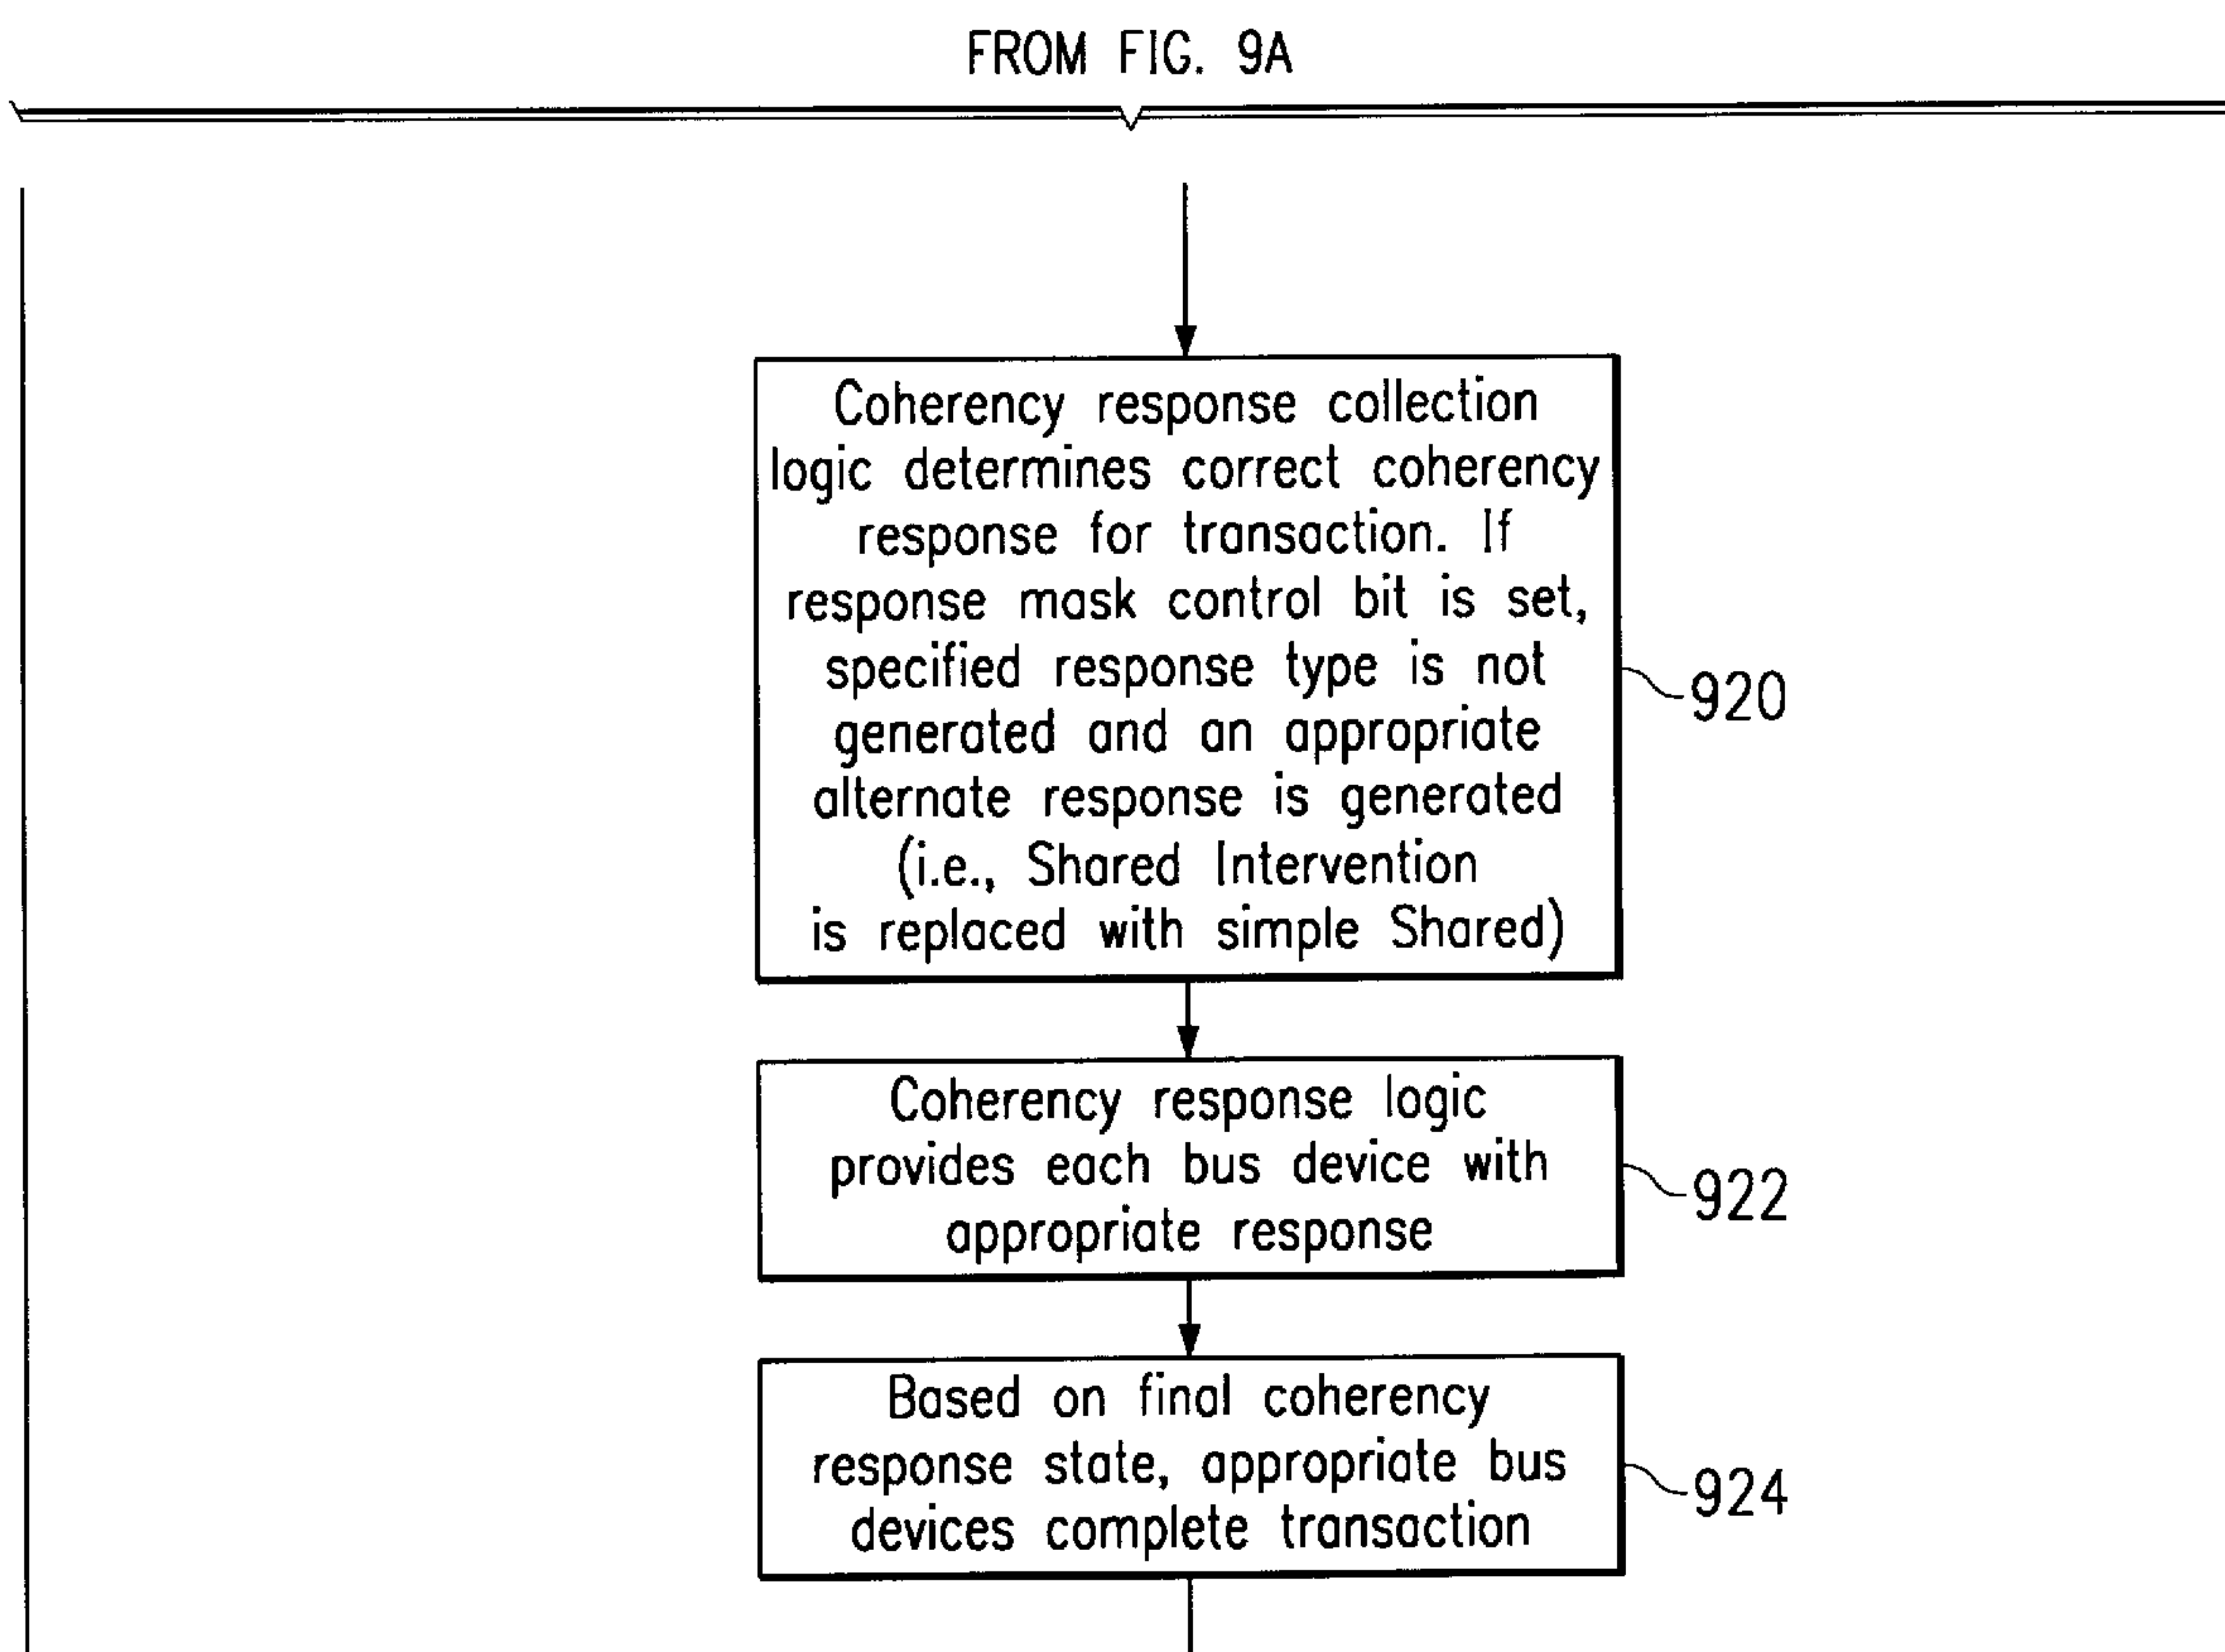 FROM FIG. 9A
Coherency response collection
logic determines correct coherency
response for transaction. If
response mask control bit is set,
specified response type is not
generated and an appropriate
alternate response is generated
(i.e., Shared Intervention
is replaced with simple Shared)
920
Coherency response logic
provides each bus device with
appropriate response
922
Based on final coherency
response state, appropriate bus
devices complete transaction
924